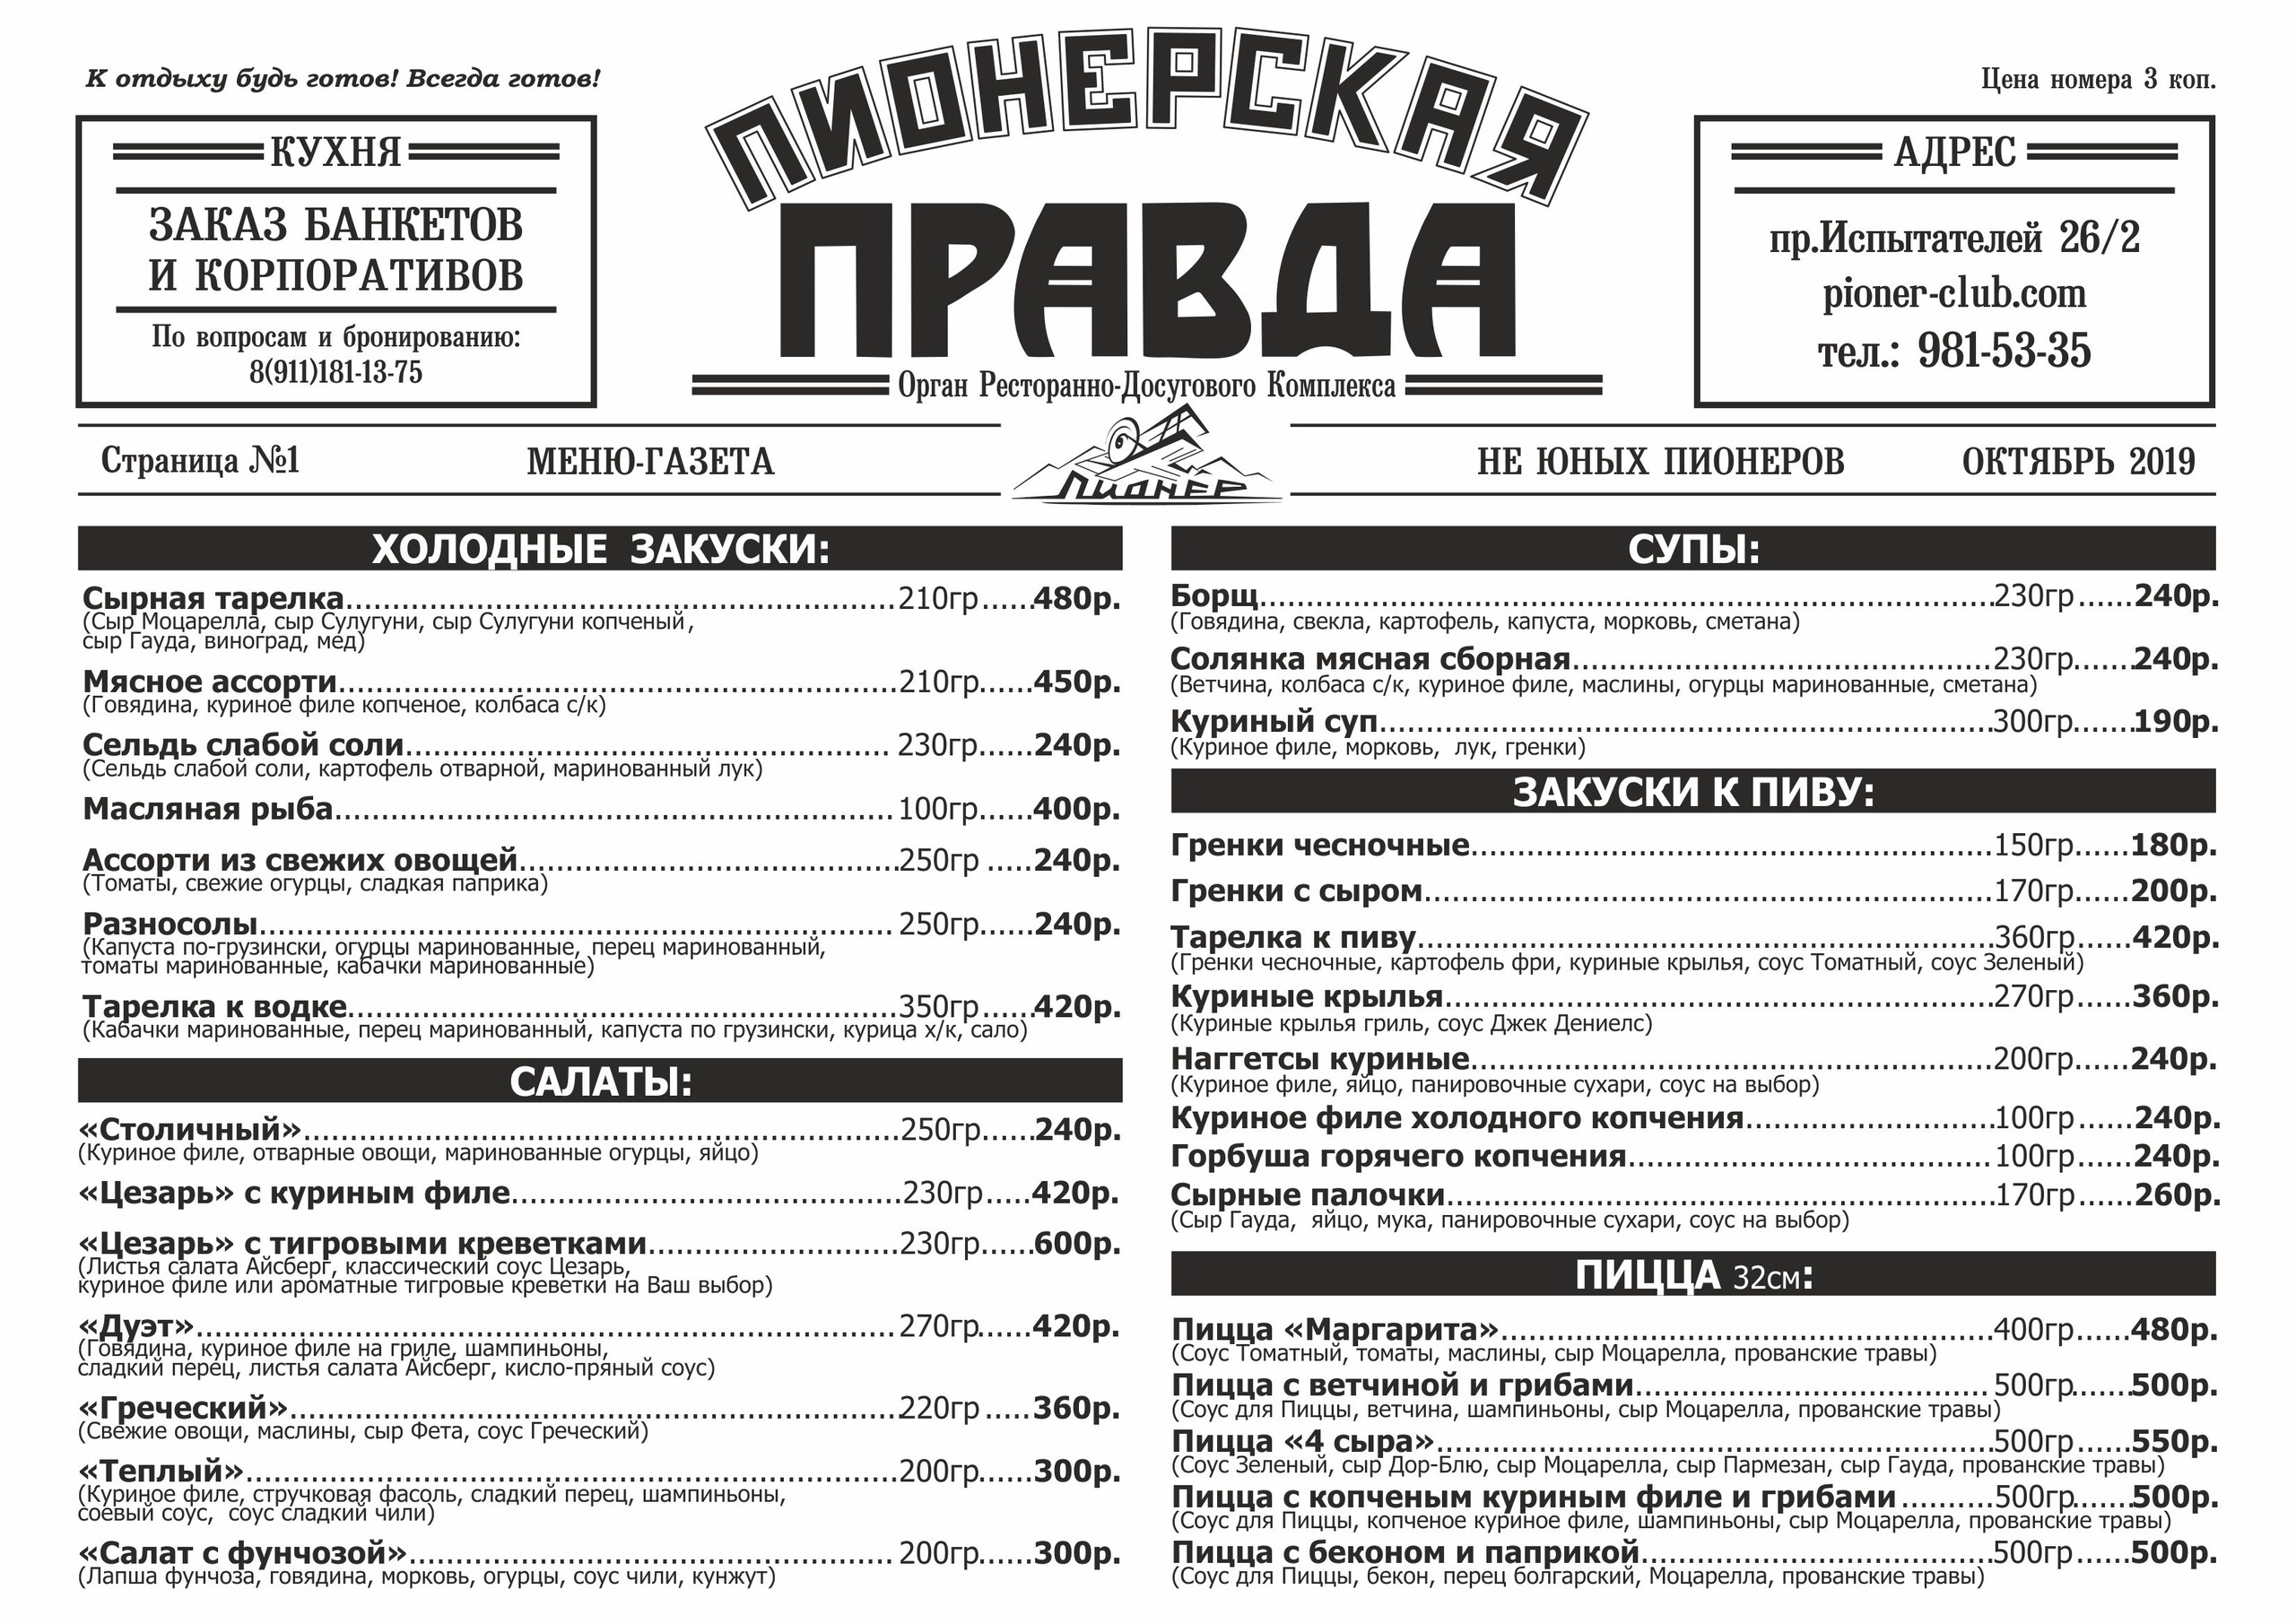 К отдыху будь готов! Всегда готов!
КУХНЯ
ЗАКАЗ БАНКЕТОВ
И КОРПОРАТИВОВ
По вопросам и бронированию:
8(911)181-13-75
ПИОНЕРСКАЯ
ПРАВДА
Орган Ресторанно-Досугового Комплекса
Цена номера 3 коп.
АДРЕС
пр.Испытателей 26/2
pioner-club.com
тел.: 981-53-35
Страница №1 МЕНЮ-ГАЗЕТА ПИОНЕР НЕ ЮНЫХ ПИОНЕРОВ ОКТЯБРЬ 2019
ХОЛОДНЫЕ ЗАКУСКИ:
Сырная тарелка 210гр 480р.
(Сыр Моцарелла, сыр Сулугуни, сыр Сулугуни копченый,
сыр Гауда, виноград, мед)
Мясное ассорти 210гр 450р.
(Говядина, куриное филе копченое, колбаса с/к)
Сельдь слабой соли 230гр 240р.
(Сельдь слабой соли, картофель отварной, маринованный лук)
Масляная рыба 100гр 400р.
Ассорти из свежих овощей 250гр 240р.
(Томаты, свежие огурцы, сладкая паприка)
Разносолы 250гр 240р.
(Капуста по-грузински, огурцы маринованные, перец маринованный,
томаты маринованные, кабачки маринованные)
Тарелка к водке 350гр 420р.
(Кабачки маринованные, перец маринованный, капуста по грузински, курица х/к, сало)
САЛАТЫ:
«Столичный» 250гр 240р.
(Куриное филе, отварные овощи, маринованные огурцы, яйцо)
«Цезарь» с куриным филе 230гр 420р.
«Цезарь» с тигровыми креветками 230гр 600р.
(Листья салата Айсберг, классический соус Цезарь,
куриное филе или ароматные тигровые креветки на Ваш выбор)
«Дуэт» 270гр 420р.
(Говядина, куриное филе на гриле, шампиньоны,
сладкий перец, листья салата Айсберг, кисло-пряный соус)
«Греческий» 220гр 360р.
(Свежие овощи, маслины, сыр Фета, соус Греческий)
«Теплый» 200гр 300р.
(Куриное филе, стручковая фасоль, сладкий перец, шампиньоны,
соевый соус, соус сладкий чили)
«Салат с фунчозой» 200гр 300р.
(Лапша фунчоза, говядина, морковь, огурцы, соус чили, кунжут)
СУПЫ:
Борщ 230гр 240р.
(Говядина, свекла, картофель, капуста, морковь, сметана)
Солянка мясная сборная 230гр 240р.
(Ветчина, колбаса с/к, куриное филе, маслины, огурцы маринованные, сметана)
Куриный суп 300гр 190р.
(Куриное филе, морковь, лук, гренки)
ЗАКУСКИ К ПИВУ:
Гренки чесночные 150гр 180р.
Гренки с сыром 170гр 200р.
Тарелка к пиву 360гр 420р.
(Гренки чесночные, картофель фри, куриные крылья, соус Томатный, соус Зеленый)
Куриные крылья 270гр 360р.
(Куриные крылья гриль, соус Джек Дениелс)
Наггетсы куриные 200гр 240р.
(Куриное филе, яйцо, панировочные сухари, соус на выбор)
Куриное филе холодного копчения 100гр 240р.
Горбуша горячего копчения 100гр 240р.
Сырные палочки 170гр 260р.
(Сыр Гауда, яйцо, мука, панировочные сухари, соус на выбор)
ПИЦЦА 32см:
Пицца «Маргарита» 400гр 480р.
(Соус Томатный, томаты, маслины, сыр Моцарелла, прованские травы)
Пицца с ветчиной и грибами 500гр 500р.
(Соус для Пиццы, ветчина, шампиньоны, сыр Моцарелла, прованские травы)
Пицца «4 сыра» 500гр 550р.
(Соус Зеленый, сыр Дор-Блю, сыр Моцарелла, сыр Пармезан, сыр Гауда, прованские травы)
Пицца с копченым куриным филе и грибами 500гр 500р.
(Соус для Пиццы, копченое куриное филе, шампиньоны, сыр Моцарелла, прованские травы)
Пицца с беконом и паприкой 500гр 500р.
(Соус для Пиццы, бекон, перец болгарский, Моцарелла, прованские травы)